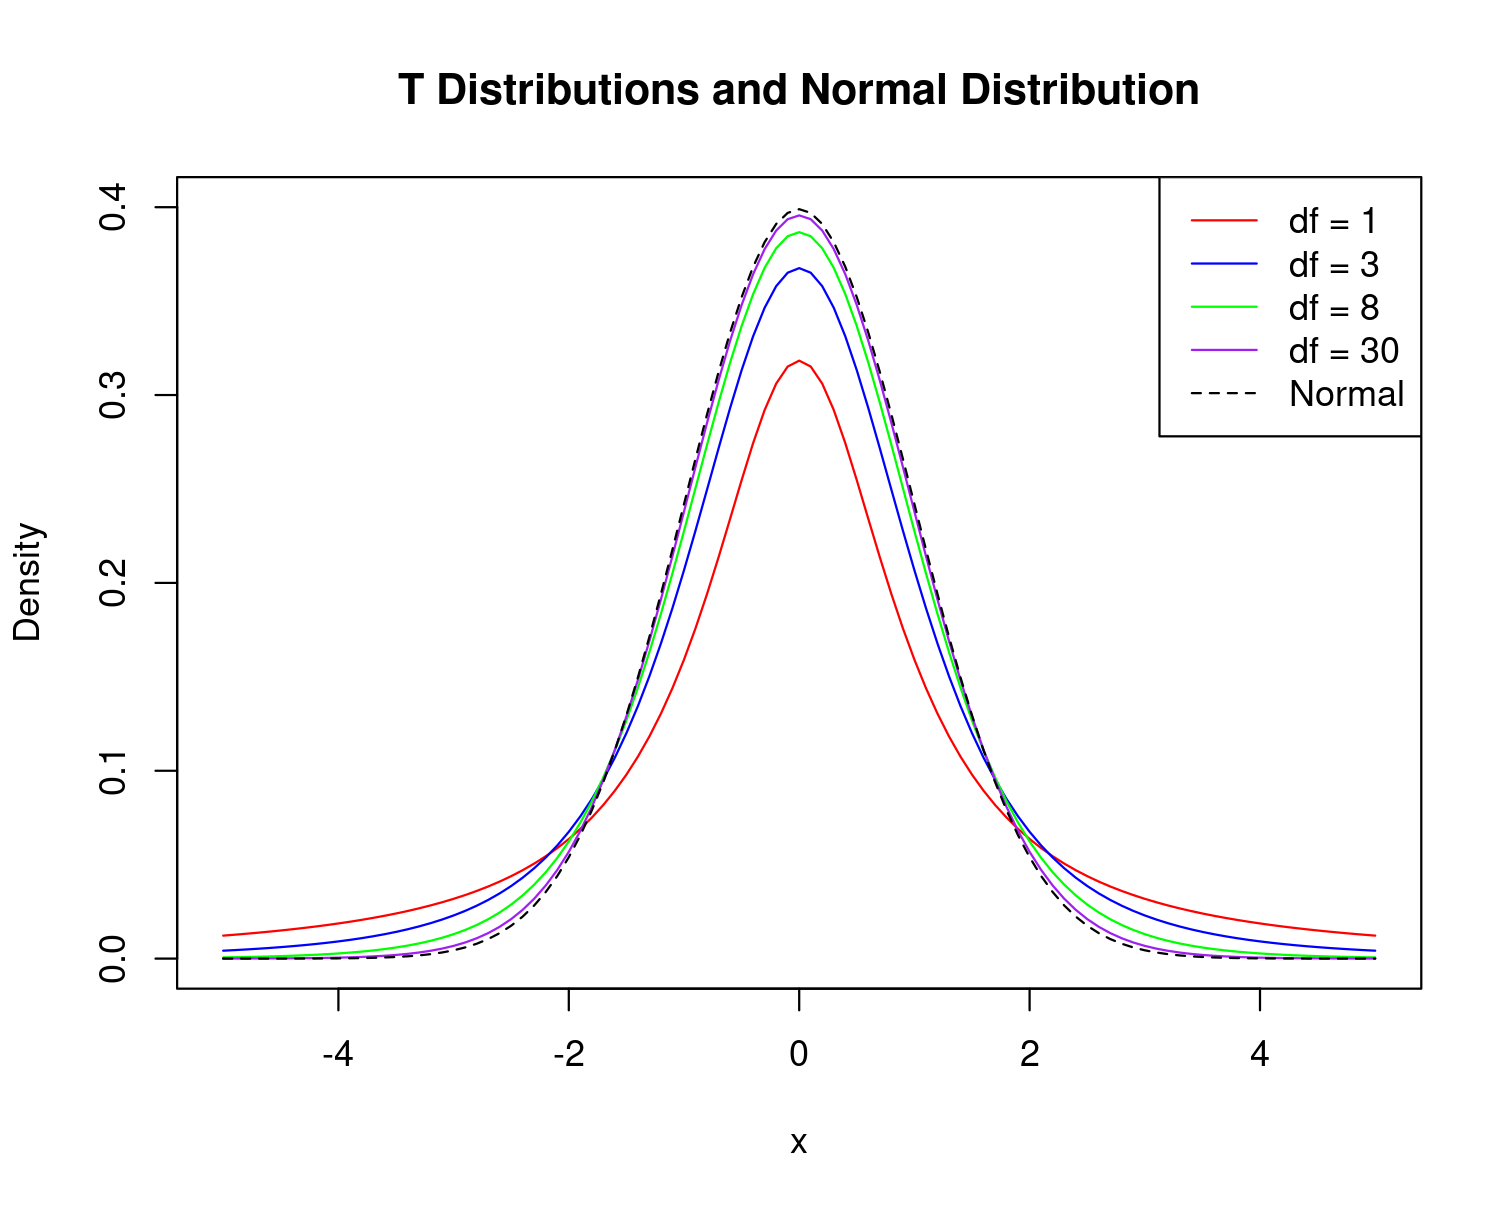 T Distributions and Normal Distribution
df = 1
df = 3
df = 8
df = 30
Normal
Density
0.4
0.3
0.2
0.1
0.0
-4
-2
0
2
4
x